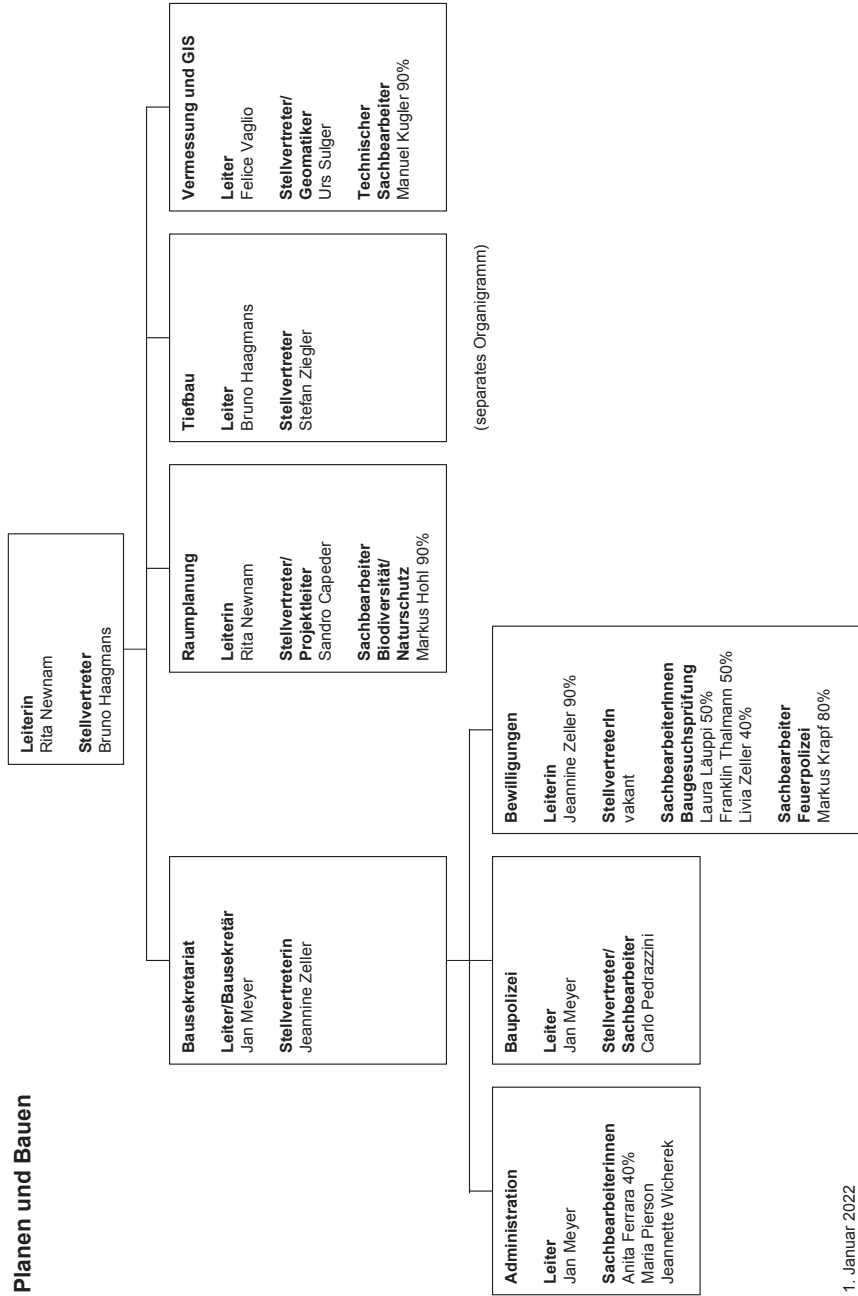 Planen und Bauen
Leiterin
Rita Newnam
Stellvertreter
Bruno Haagmans
Bausekretariat
Leiter/Bausekretär
Jan Meyer
Stellvertreterin
Jeannine Zeller
Raumplanung
Leiterin
Rita Newnam
Stellvertreter/
Projektleiter
Sandro Capeder
Sachbearbeiter
Biodiversität/
Naturschutz
Markus Hohl 90%
Tiefbau
Leiter
Bruno Haagmans
Stellvertreter
Stefan Ziegler
(separates Organigramm)
Vermessung und GIS
Leiter
Felice Vaglio
Stellvertreter/
Geomatiker
Urs Sulger
Technischer
Sachbearbeiter
Manuel Kugler 90%
Administration
Leiter
Jan Meyer
Sachbearbeiterinnen
Anita Ferrara 40%
Maria Pierson
Jeannette Wicherek
Baupolizei
Leiter
Jan Meyer
Stellvertreter/
Sachbearbeiter
Carlo Pedrazzini
Bewilligungen
Leiterin
Jeannine Zeller 90%
StellvertreterIn
vakant
SachbearbeiterInnen
Baugesuchsprüfung
Laura Läuppi 50%
Franklin Thalmann 50%
Livia Zeller 40%
Sachbearbeiter
Feuerpolizei
Markus Krapf 80%
1. Januar 2022